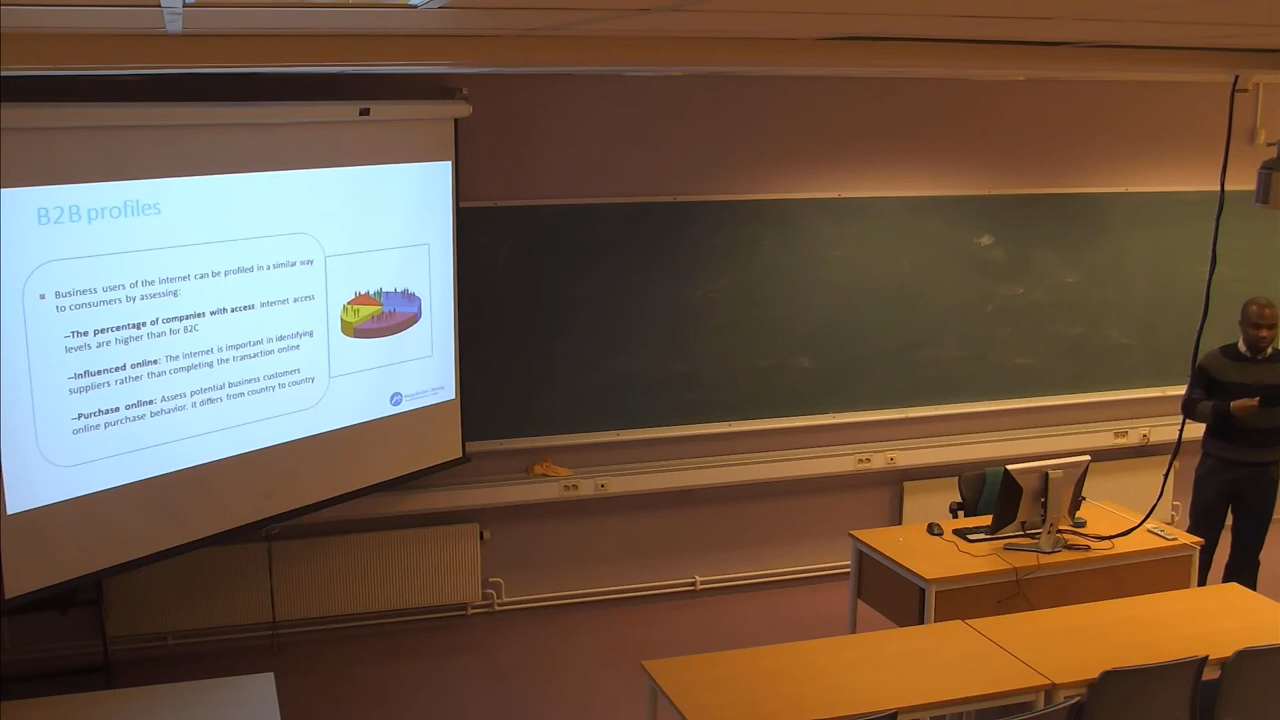 B2B profiles
Business users of the internet can be profiled in a similar way
to consumers by assessing:
–The percentage of companies with access: internet access
levels are higher than for B2C
–Influenced online: The internet is important in identifying
suppliers rather than completing the transaction online
–Purchase online: Assess potential business customers
online purchase behavior. It differs from country to country